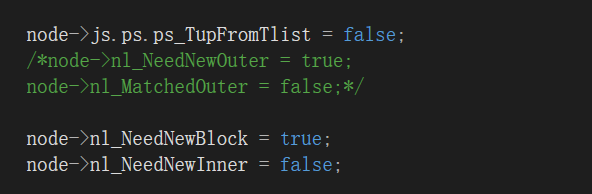 node->js.ps.ps_TupFromTlist = false;
/*node->nl_NeedNewOuter = true;
node->nl_MatchedOuter = false;*/
node->nl_NeedNewBlock = true;
node->nl_NeedNewInner = false;